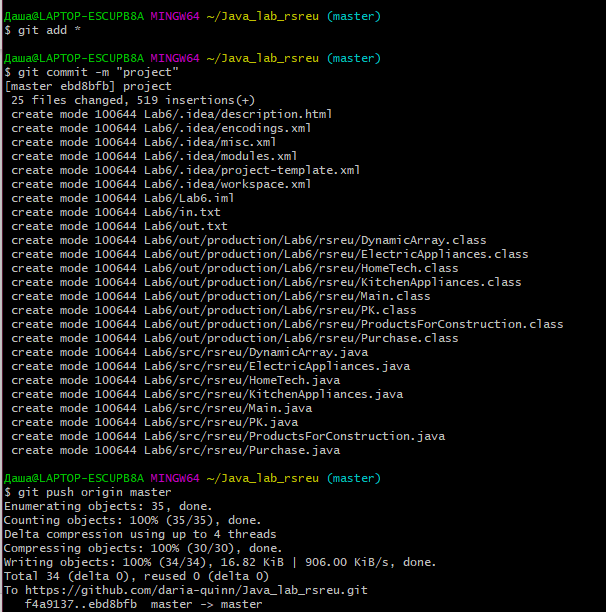 Даша@LAPTOP-ESCUPB8A MINGW64 ~/Java_lab_rsreu (master)
$ git add *
Даша@LAPTOP-ESCUPB8A MINGW64 ~/Java_lab_rsreu (master)
$ git commit -m "project"
[master ebd8bfb] project
 25 files changed, 519 insertions(+)
 create mode 100644 Lab6/.idea/description.html
 create mode 100644 Lab6/.idea/encodings.xml
 create mode 100644 Lab6/.idea/misc.xml
 create mode 100644 Lab6/.idea/modules.xml
 create mode 100644 Lab6/.idea/project-template.xml
 create mode 100644 Lab6/.idea/workspace.xml
 create mode 100644 Lab6/Lab6.iml
 create mode 100644 Lab6/in.txt
 create mode 100644 Lab6/out.txt
 create mode 100644 Lab6/out/production/Lab6/rsreu/DynamicArray.class
 create mode 100644 Lab6/out/production/Lab6/rsreu/ElectricAppliances.class
 create mode 100644 Lab6/out/production/Lab6/rsreu/HomeTech.class
 create mode 100644 Lab6/out/production/Lab6/rsreu/KitchenAppliances.class
 create mode 100644 Lab6/out/production/Lab6/rsreu/Main.class
 create mode 100644 Lab6/out/production/Lab6/rsreu/PK.class
 create mode 100644 Lab6/out/production/Lab6/rsreu/ProductsForConstruction.class
 create mode 100644 Lab6/out/production/Lab6/rsreu/Purchase.class
 create mode 100644 Lab6/src/rsreu/DynamicArray.java
 create mode 100644 Lab6/src/rsreu/ElectricAppliances.java
 create mode 100644 Lab6/src/rsreu/HomeTech.java
 create mode 100644 Lab6/src/rsreu/KitchenAppliances.java
 create mode 100644 Lab6/src/rsreu/Main.java
 create mode 100644 Lab6/src/rsreu/PK.java
 create mode 100644 Lab6/src/rsreu/ProductsForConstruction.java
 create mode 100644 Lab6/src/rsreu/Purchase.java
Даша@LAPTOP-ESCUPB8A MINGW64 ~/Java_lab_rsreu (master)
$ git push origin master
Enumerating objects: 35, done.
Counting objects: 100% (35/35), done.
Delta compression using up to 4 threads
Compressing objects: 100% (30/30), done.
Writing objects: 100% (34/34), 16.82 KiB | 906.00 KiB/s, done.
Total 34 (delta 0), reused 0 (delta 0)
To https://github.com/daria-quinn/Java_lab_rsreu.git
   f4a9137..ebd8bfb  master -> master